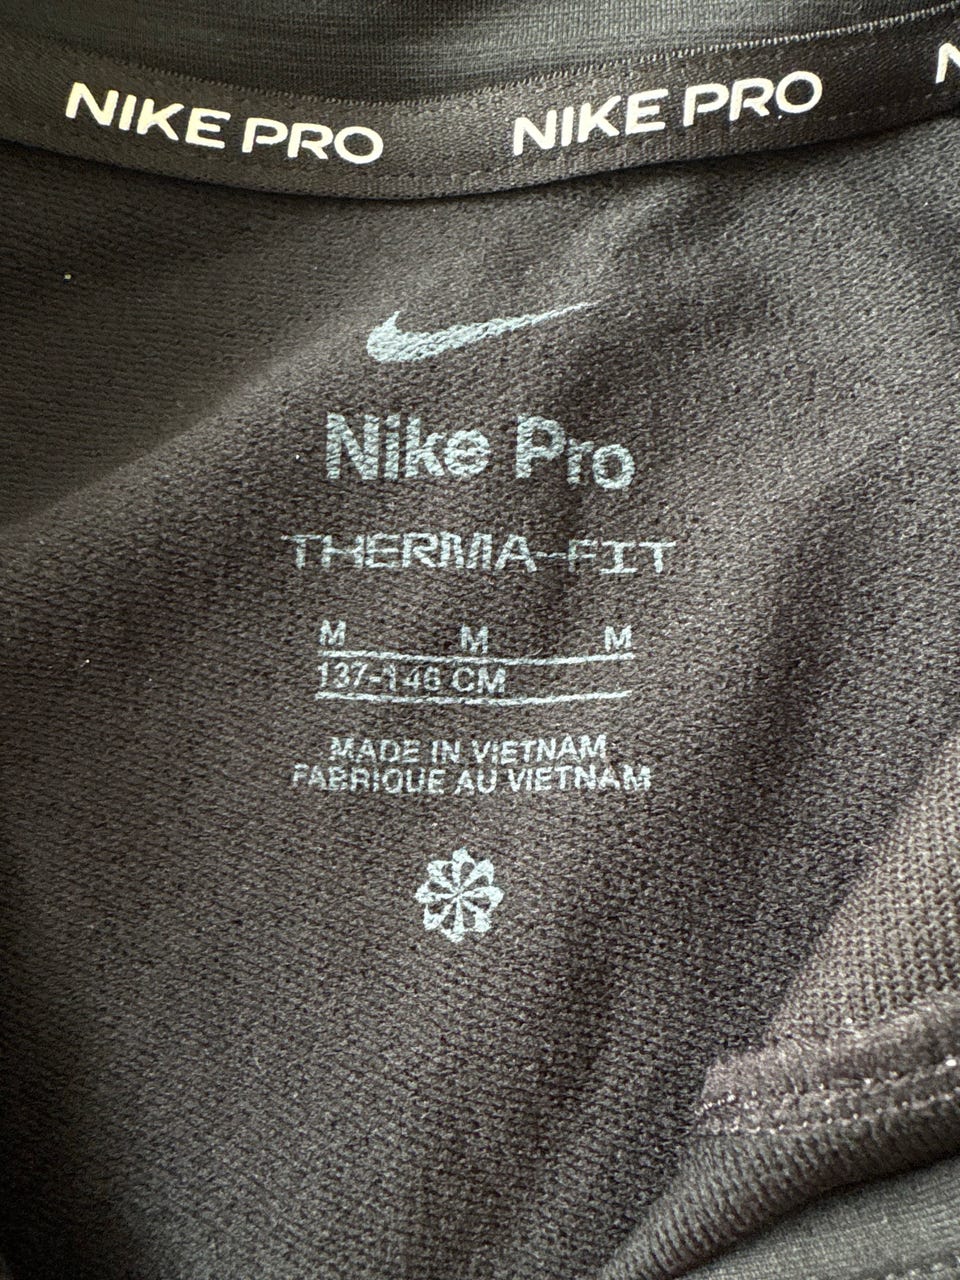 NIKE PRO NIKE PRO N
Nike Pro
THERMA-FIT
M M M
137-146 CM
MADE IN VIETNAM
FABRIQUE AU VIETNAM